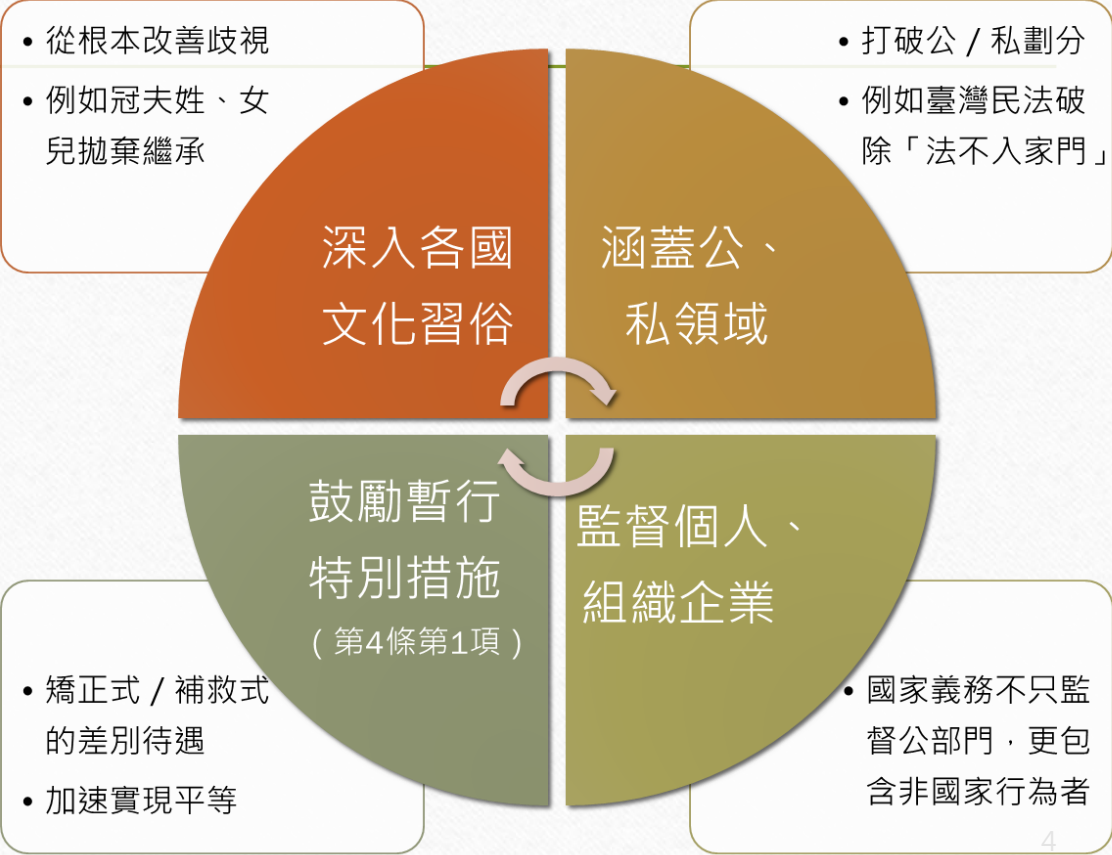 • 從根本改善歧視
• 例如冠夫姓、女
兒拋棄繼承
• 打破公 / 私劃分
• 例如臺灣民法破
除「法不入家門」
深入各國
文化習俗
涵蓋公、
私領域
鼓勵暫行
特別措施
(第4條第1項)
監督個人、
組織企業
• 矯正式 / 補救式
的差別待遇
• 加速實現平等
• 國家義務不只監
督公部門，更包
含非國家行為者
4